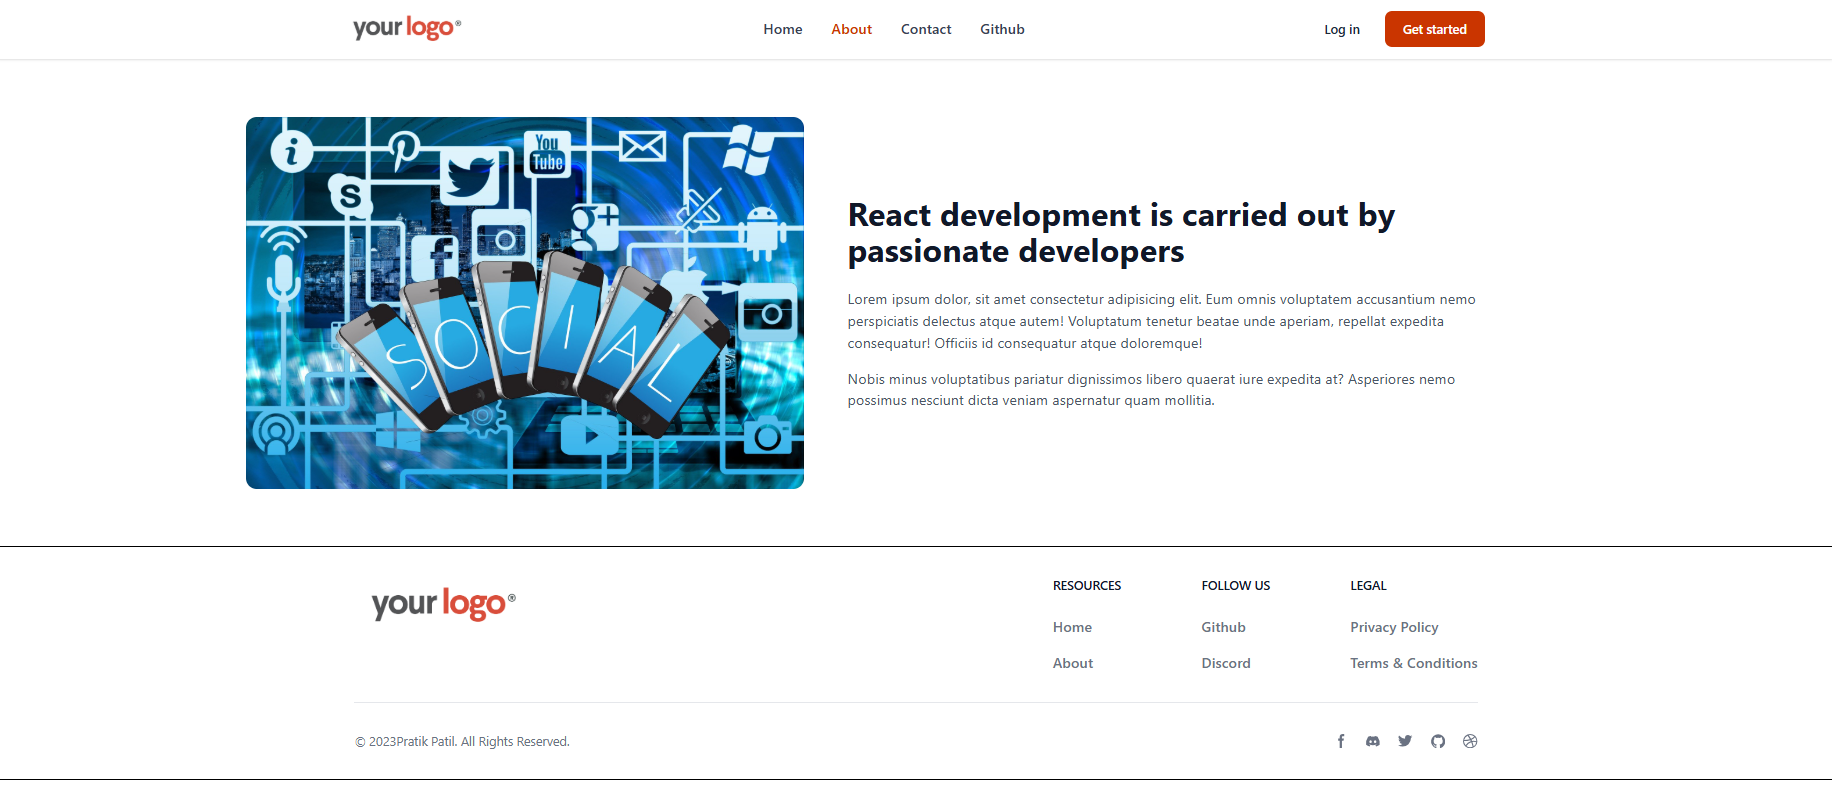 your logo®
Home About Contact Github
Log in Get started
i
You
Tube
S
g+
f
SOCIAL
React development is carried out by
passionate developers
Lorem ipsum dolor, sit amet consectetur adipisicing elit. Eum omnis voluptatem accusantium nemo
perspiciatis delectus atque autem! Voluptatum tenetur beatae unde aperiam, repellat expedita
consequatur! Officiis id consequatur atque doloremque!
Nobis minus voluptatibus pariatur dignissimos libero quaerat iure expedita at? Asperiores nemo
possimus nesciunt dicta veniam aspernatur quam mollitia.
your logo®
RESOURCES
Home
About
FOLLOW US
Github
Discord
LEGAL
Privacy Policy
Terms & Conditions
© 2023Pratik Patil. All Rights Reserved.